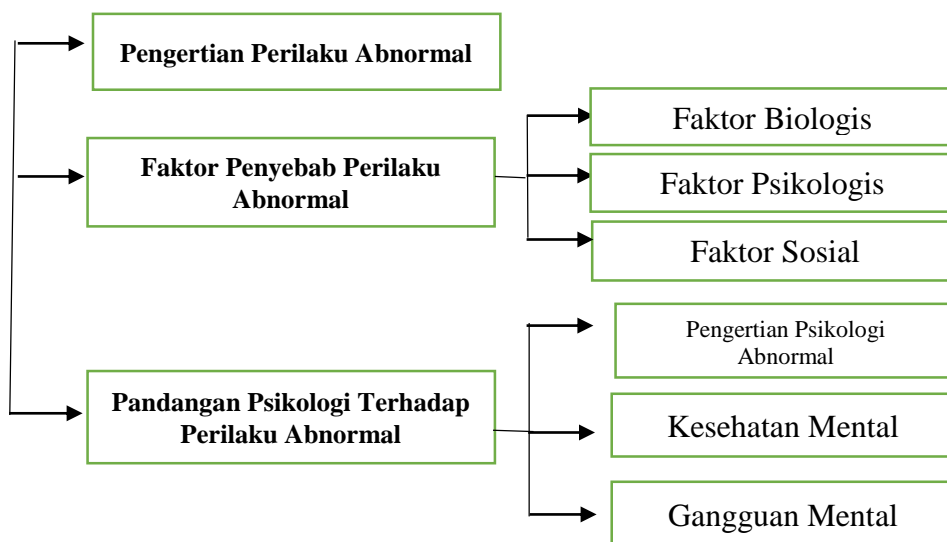 Pengertian Perilaku Abnormal
Faktor Penyebab Perilaku
Abnormal
Faktor Biologis
Faktor Psikologis
Faktor Sosial
Pandangan Psikologi Terhadap
Perilaku Abnormal
Pengertian Psikologi
Abnormal
Kesehatan Mental
Gangguan Mental